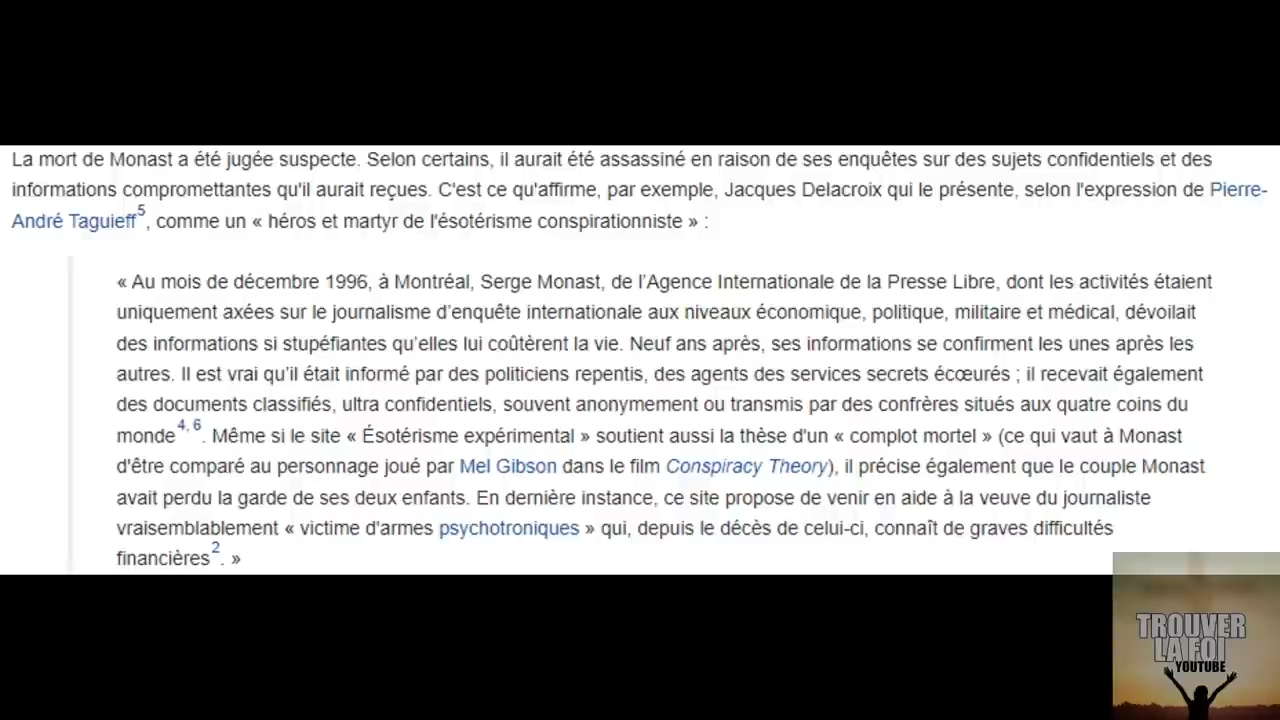 La mort de Monast a été jugée suspecte. Selon certains, il aurait été assassiné en raison de ses enquêtes sur des sujets confidentiels et des
informations compromettantes qu'il aurait reçues. C'est ce qu'affirme, par exemple, Jacques Delacroix qui le présente, selon l'expression de Pierre-
André Taguieff5, comme un « héros et martyr de l'ésotérisme conspirationniste » :
« Au mois de décembre 1996, à Montréal, Serge Monast, de l’Agence Internationale de la Presse Libre, dont les activités étaient
uniquement axées sur le journalisme d’enquête internationale aux niveaux économique, politique, militaire et médical, dévoilait
des informations si stupéfiantes qu’elles lui coûtèrent la vie. Neuf ans après, ses informations se confirment les unes après les
autres. Il est vrai qu’il était informé par des politiciens repentis, des agents des services secrets écœurés ; il recevait également
des documents classifiés, ultra confidentiels, souvent anonymement ou transmis par des confrères situés aux quatre coins du
monde4, 6. Même si le site « Ésotérisme expérimental » soutient aussi la thèse d'un « complot mortel » (ce qui vaut à Monast
d'être comparé au personnage joué par Mel Gibson dans le film Conspiracy Theory), il précise également que le couple Monast
avait perdu la garde de ses deux enfants. En dernière instance, ce site propose de venir en aide à la veuve du journaliste
vraisemblablement « victime d'armes psychotroniques » qui, depuis le décès de celui-ci, connaît de graves difficultés
financières2. »
TROUVER
LA FOI
YOUTUBE